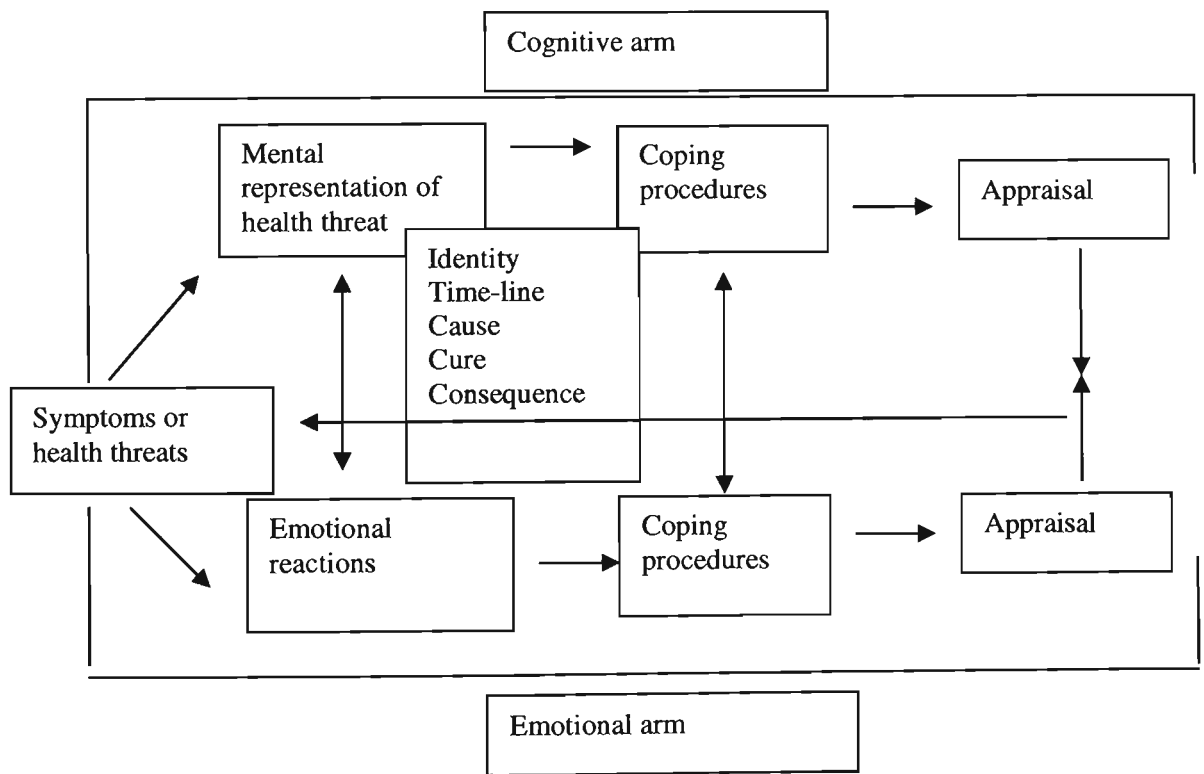 Cognitive arm
Mental
representation of
health threat
Coping
procedures
Appraisal
Identity
Time-line
Cause
Cure
Consequence
Symptoms or
health threats
Emotional
reactions
Coping
procedures
Appraisal
Emotional arm